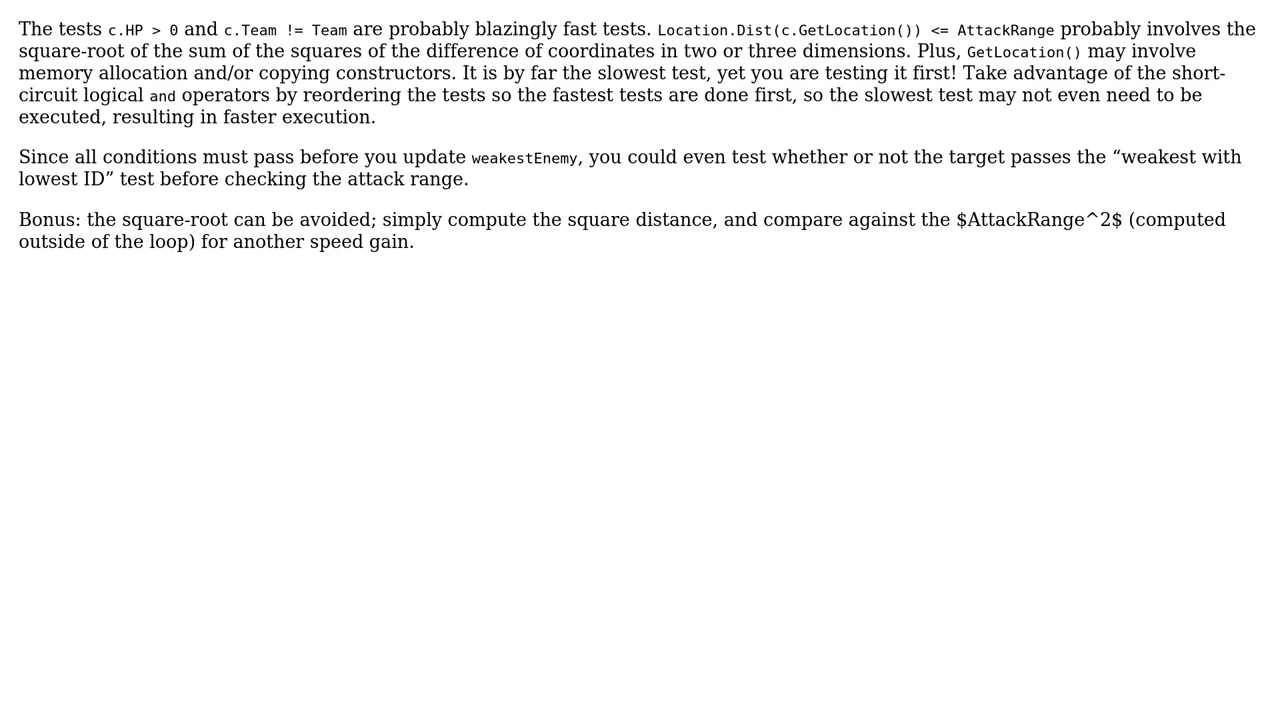 The tests c.HP > 0 and c.Team != Team are probably blazingly fast tests. Location.Dist(c.GetLocation()) <= AttackRange probably involves the
square-root of the sum of the squares of the difference of coordinates in two or three dimensions. Plus, GetLocation() may involve
memory allocation and/or copying constructors. It is by far the slowest test, yet you are testing it first! Take advantage of the short-
circuit logical and operators by reordering the tests so the fastest tests are done first, so the slowest test may not even need to be
executed, resulting in faster execution.
Since all conditions must pass before you update weakestEnemy, you could even test whether or not the target passes the “weakest with
lowest ID” test before checking the attack range.
Bonus: the square-root can be avoided; simply compute the square distance, and compare against the $AttackRange^2$ (computed
outside of the loop) for another speed gain.